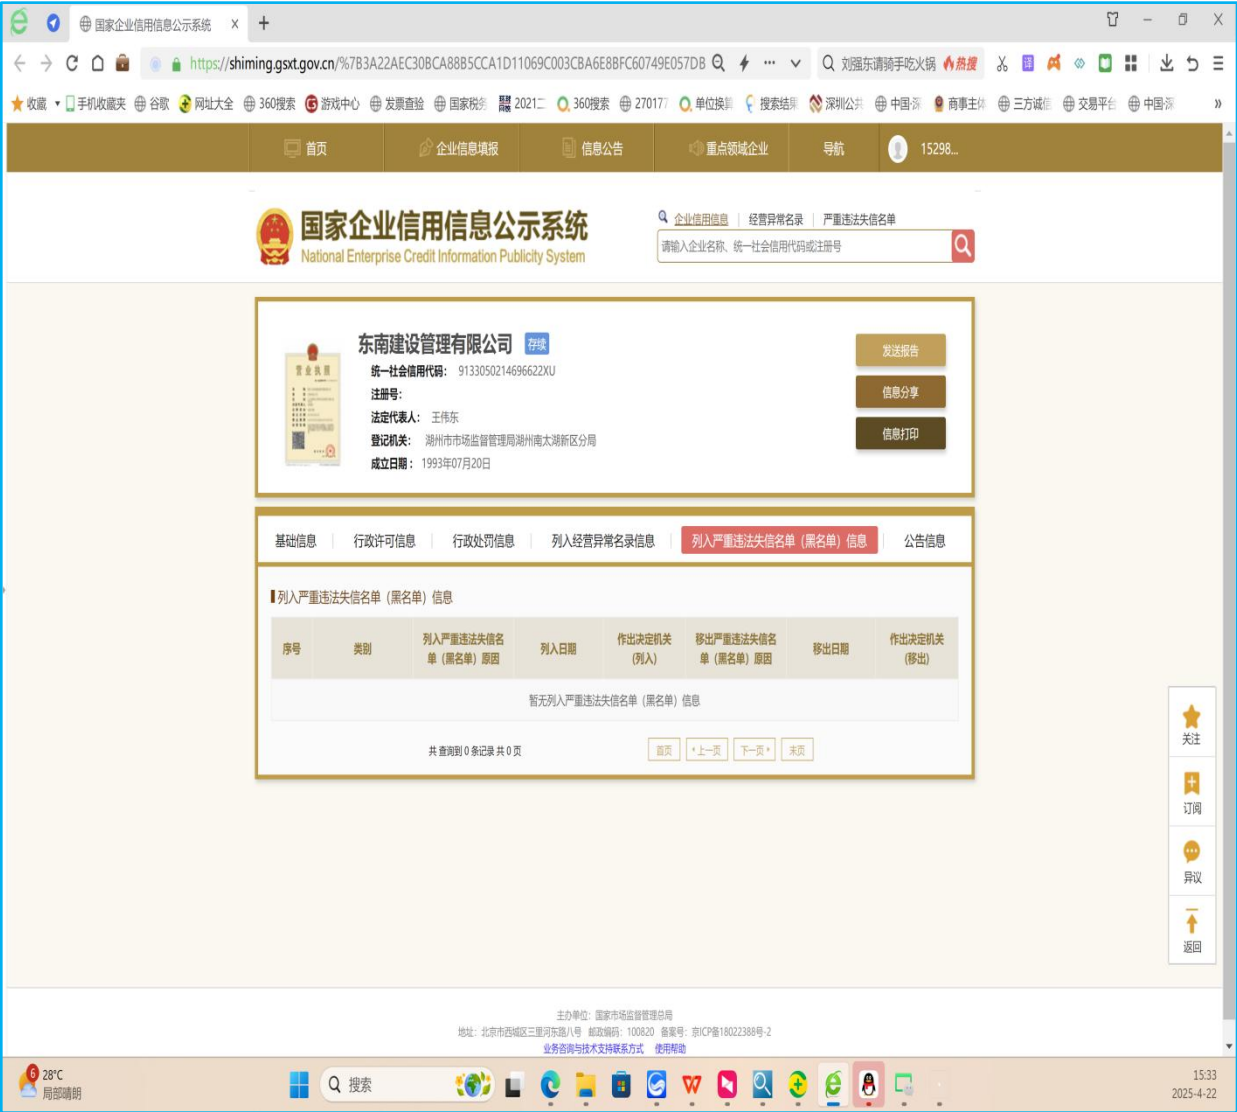 国家企业信用信息公示系统 X +
https://shiming.gsxt.gov.cn/%7B3A22AEC30BCA88B5CCA1D11069C003CBA6E8BFC60749E057DB
刘强东请骑手吃火锅 热搜
收藏 手机收藏夹 谷歌 网址大全 360搜索 游戏中心 发票查验 国家税务 2021二 360搜索 270177 单位换算 搜索结果 深圳公共 中国·深 商事主体 三方诚信 交易平台 中国·深 »
首页 企业信息填报 信息公告 重点领域企业 导航 15298...
国家企业信用信息公示系统
National Enterprise Credit Information Publicity System
企业信用信息 | 经营异常名录 | 严重违法失信名单
请输入企业名称、统一社会信用代码或注册号
东南建设管理有限公司 存续
统一社会信用代码： 9133050214696622XU
注册号：
法定代表人： 王伟东
登记机关： 湖州市市场监督管理局湖州南太湖新区分局
成立日期： 1993年07月20日
营业执照
发送报告
信息分享
信息打印
基础信息 行政许可信息 行政处罚信息 列入经营异常名录信息 列入严重违法失信名单（黑名单）信息 公告信息
列入严重违法失信名单（黑名单）信息
序号 类别 列入严重违法失信名单（黑名单）原因 列入日期 作出决定机关(列入) 移出严重违法失信名单（黑名单）原因 移出日期 作出决定机关(移出)
暂无列入严重违法失信名单（黑名单）信息
共 查询到 0 条记录 共 0 页 首页 上一页 下一页 末页
关注
订阅
异议
返回
主办单位：国家市场监督管理总局
地址：北京市西城区三里河东路八号 邮政编码：100820 备案号：京ICP备18022388号-2
业务咨询与技术支持联系方式 使用帮助
6 28°C
局部晴朗
搜索
15:33
2025-4-22